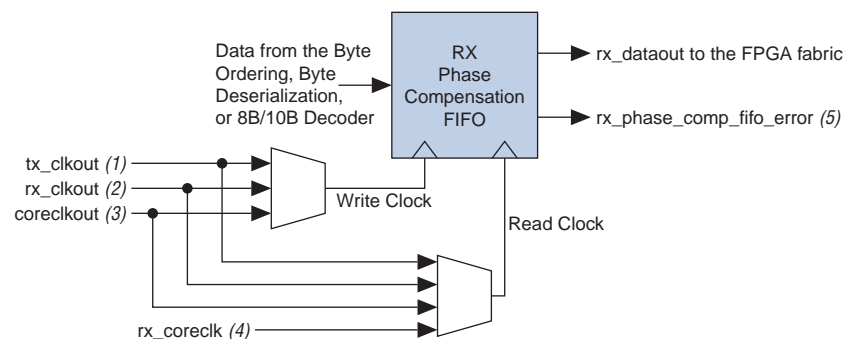 Data from the Byte
Ordering, Byte
Deserialization,
or 8B/10B Decoder
RX
Phase
Compensation
FIFO
rx_dataout to the FPGA fabric
rx_phase_comp_fifo_error (5)
tx_clkout (1)
rx_clkout (2)
coreclkout (3)
Write Clock
Read Clock
rx_coreclk (4)